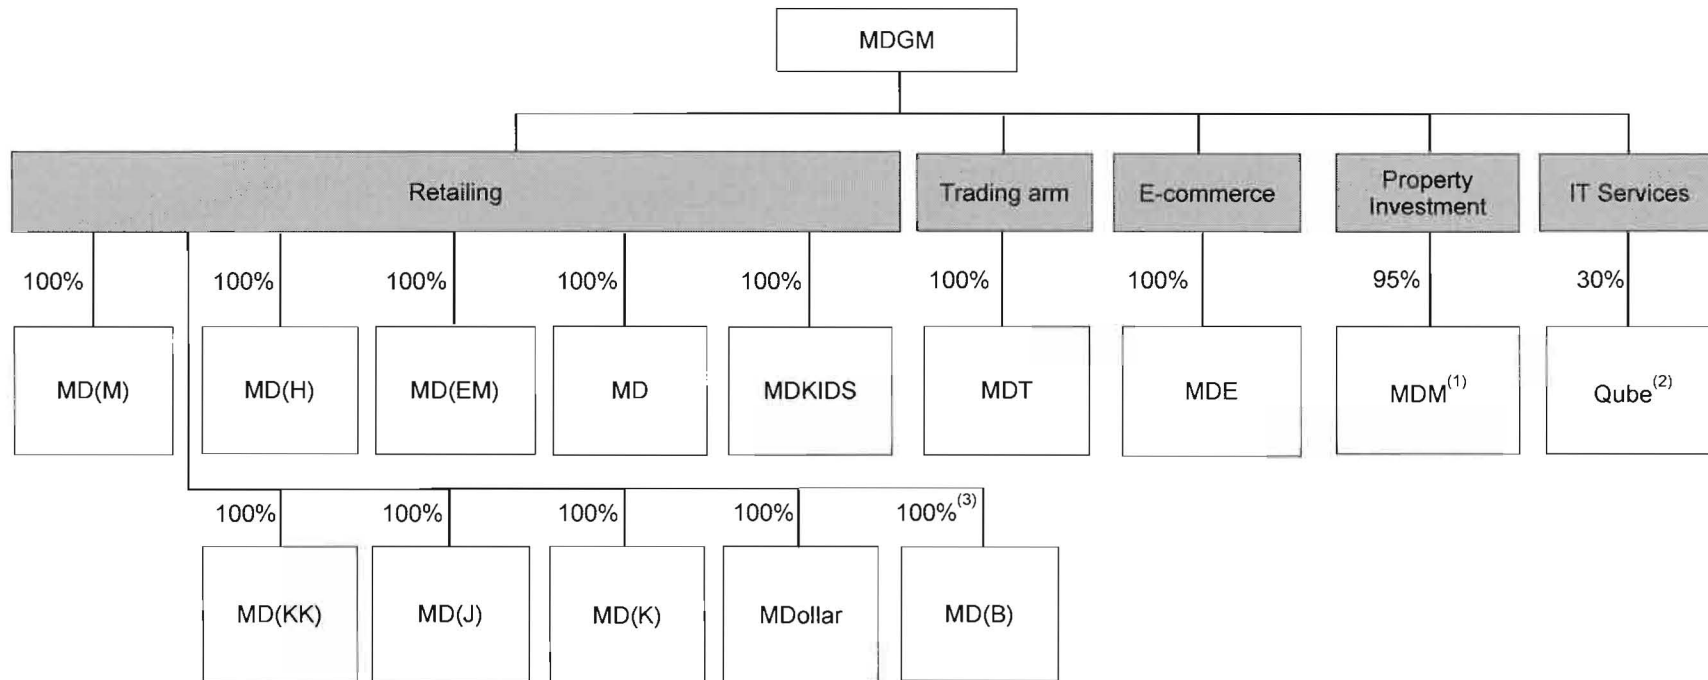 MDGM
Retailing
Trading arm
E-commerce
Property
Investment
IT Services
100%
100%
100%
100%
100%
100%
100%
95%
30%
MD(M)
MD(H)
MD(EM)
MD
MDKIDS
MDT
MDE
MDM(1)
Qube(2)
100%
100%
100%
100%
100%(3)
MD(KK)
MD(J)
MD(K)
MDollar
MD(B)